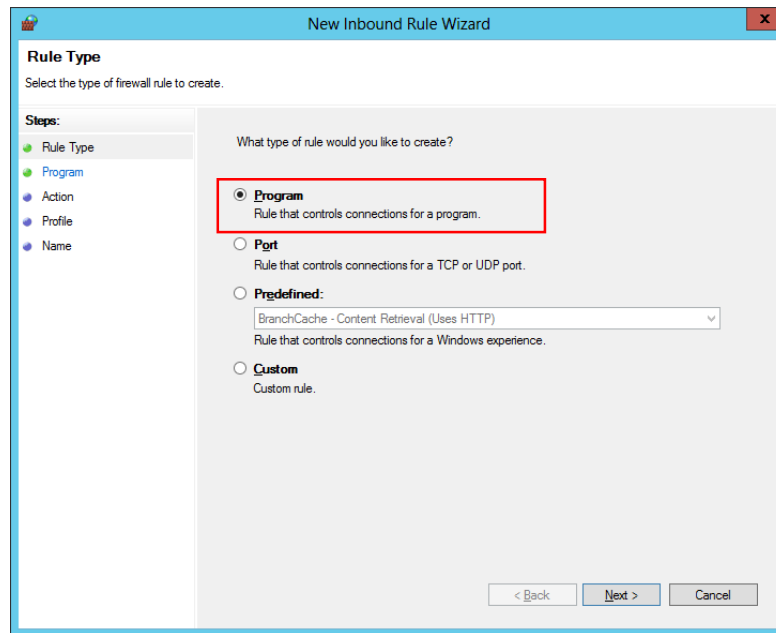 New Inbound Rule Wizard
x
Rule Type
Select the type of firewall rule to create.
Steps:
Rule Type
Program
Action
Profile
Name
What type of rule would you like to create?
Program
Rule that controls connections for a program.
Port
Rule that controls connections for a TCP or UDP port.
Predefined:
BranchCache - Content Retrieval (Uses HTTP)
Rule that controls connections for a Windows experience.
Custom
Custom rule.
< Back Next > Cancel